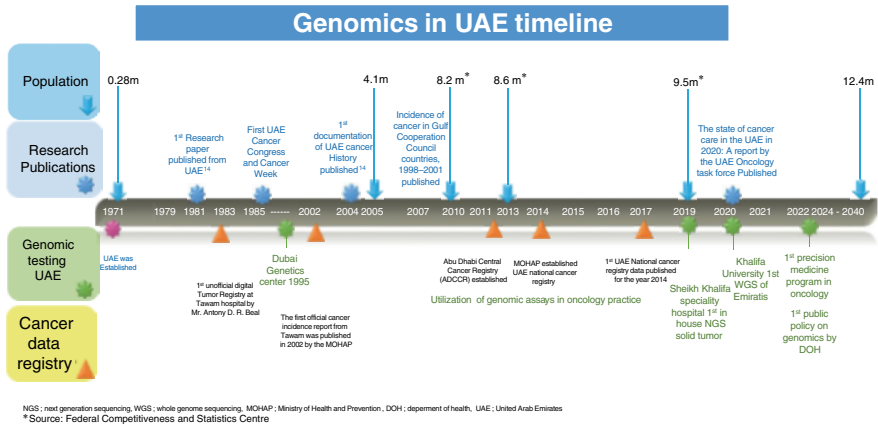 Genomics in UAE timeline
Population
0.28m
4.1m
8.2 m*
8.6 m*
9.5m*
12.4m
Research
Publications
1st Research
paper
published from
UAE14
First UAE
Cancer
Congress
and Cancer
Week
1st
documentation
of UAE cancer
History
published14
Incidence of
cancer in Gulf
Cooperation
Council
countries,
1998–2001
published
The state of cancer
care in the UAE in
2020: A report by
the UAE Oncology
task force Published
1971 1979 1981 1983 1985 ------ 2002 2004 2005 2007 2010 2011 2013 2014 2015 2016 2017 2019 2020 2021 2022 2024 - 2040
Genomic
testing
UAE
UAE was
Established
1st unofficial digital
Tumor Registry at
Tawam hospital by
Mr. Antony D. R. Beal
Dubai
Genetics
center 1995
The first official cancer
incidence report from
Tawam was published
in 2002 by the MOHAP
Abu Dhabi Central
Cancer Registry
(ADCCR) established
MOHAP established
UAE national cancer
registry
1st UAE National cancer
registry data published
for the year 2014
Utilization of genomic assays in oncology practice
Sheikh Khalifa
speciality
hospital 1st in
house NGS
solid tumor
Khalifa
University 1st
WGS of
Emiratis
1st precision
medicine
program in
oncology
1st public
policy on
genomics by
DOH
Cancer
data
registry
NGS ; next generation sequencing, WGS ; whole genome sequencing, MOHAP ; Ministry of Health and Prevention , DOH ; deperment of health, UAE ; United Arab Emirates
*Source: Federal Competitiveness and Statistics Centre